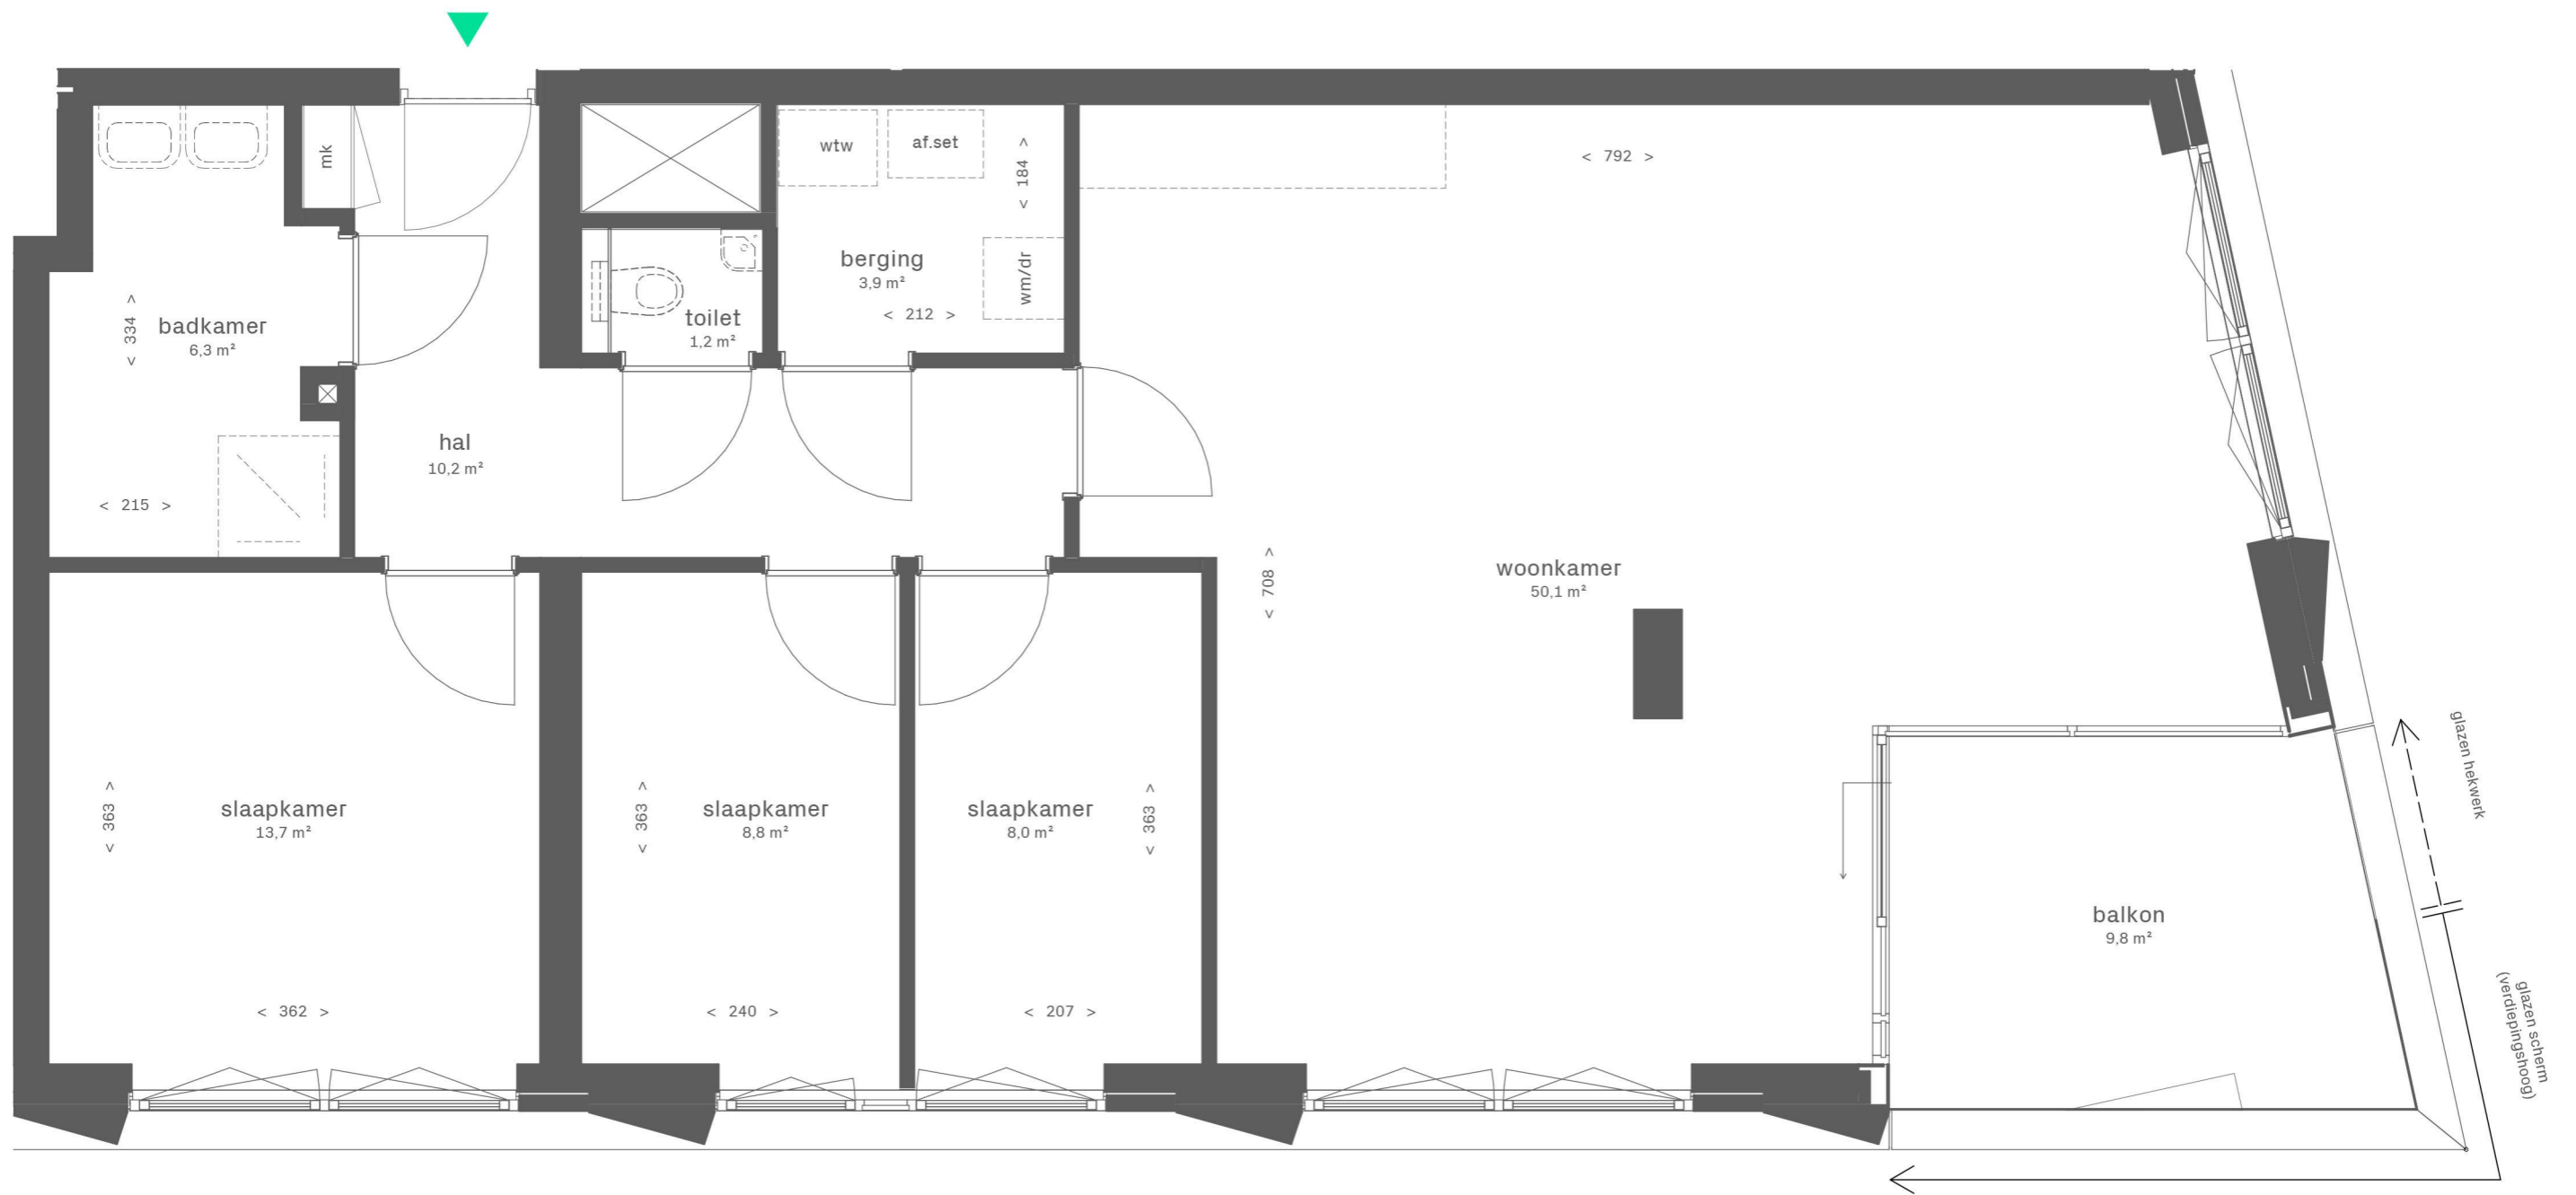 mk
wtw
af.set
< 184 >
< 792 >
berging
3,9 m²
< 212 >
wm/dr
toilet
1,2 m²
< 334 >
badkamer
6,3 m²
< 215 >
hal
10,2 m²
< 708 >
woonkamer
50,1 m²
< 363 >
slaapkamer
13,7 m²
< 362 >
< 363 >
slaapkamer
8,8 m²
< 240 >
slaapkamer
8,0 m²
< 363 >
< 207 >
balkon
9,8 m²
glazen hekwerk
glazen scherm
(verdiepingshoog)